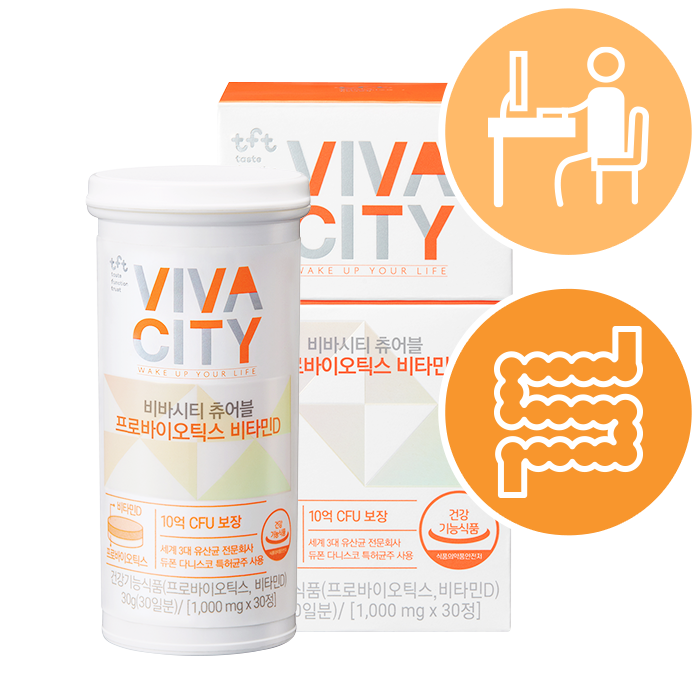 tft
taste
function
trust
VIVA
CITY
WAKE UP YOUR LIFE
비바시티 츄어블
프로바이오틱스 비타민D
비타민D
프로바이오틱스
10억 CFU 보장
세계 3대 유산균 전문회사
듀폰 다니스코 특허균주 사용
건강
기능식품
건강기능식품(프로바이오틱스, 비타민D)
30g(30일분)/ [1,000 mg x 30정]
tft
taste
VIVA
CITY
WAKE UP YOUR LIFE
비바시티 츄어블
로바이오틱스 비타민
10억 CFU 보장
세계 3대 유산균 전문회사
듀폰 다니스코 특허균주 사용
건강
기능식품
식품의약품안전처
식품(프로바이오틱스, 비타민D)
0일분)/ [1,000 mg x 30정]